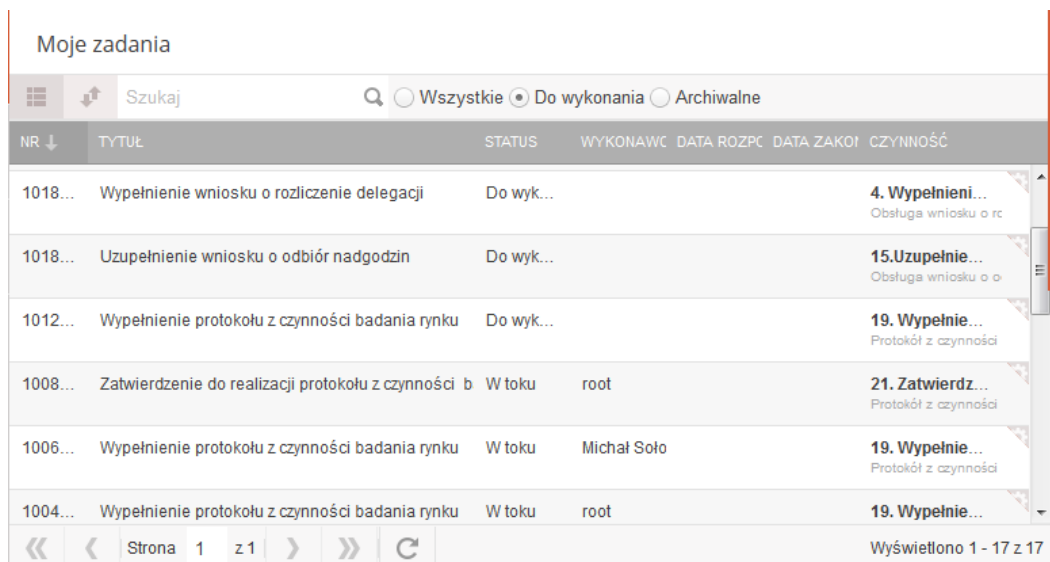 Moje zadania
Szukaj Wszystkie Do wykonania Archiwalne
NR TYTUŁ STATUS WYKONAWC DATA ROZPC DATA ZAKOŃ CZYNNOŚĆ
1018... Wypełnienie wniosku o rozliczenie delegacji Do wyk... 4. Wypełnieni...
Obsługa wniosku o rc
1018... Uzupełnienie wniosku o odbiór nadgodzin Do wyk... 15.Uzupełnie...
Obsługa wniosku o o
1012... Wypełnienie protokołu z czynności badania rynku Do wyk... 19. Wypełnie...
Protokół z czynności
1008... Zatwierdzenie do realizacji protokołu z czynności b W toku root 21. Zatwierdz...
Protokół z czynności
1006... Wypełnienie protokołu z czynności badania rynku W toku Michał Soło 19. Wypełnie...
Protokół z czynności
1004... Wypełnienie protokołu z czynności badania rynku W toku root 19. Wypełnie...
Strona 1 z 1 Wyświetlono 1 - 17 z 17